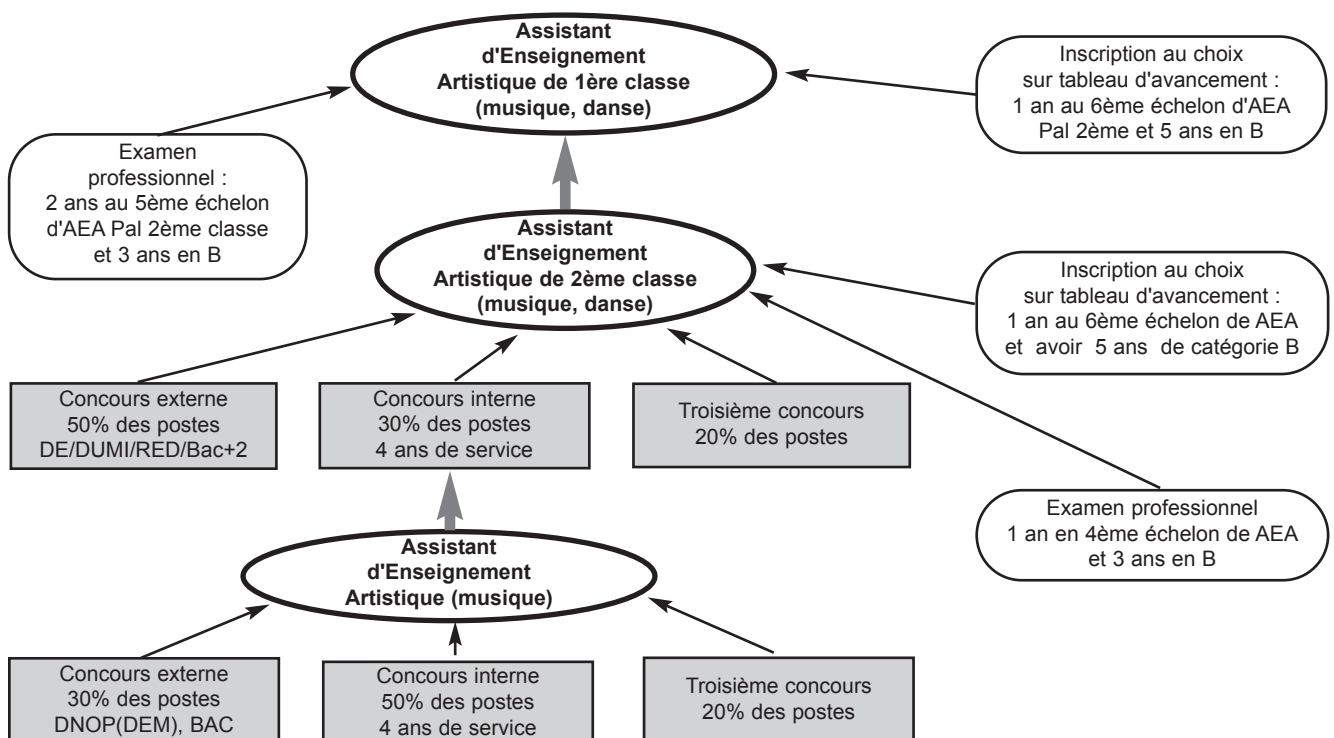 Assistant
d'Enseignement
Artistique de 1ère classe
(musique, danse)
Inscription au choix
sur tableau d'avancement :
1 an au 6ème échelon d'AEA
Pal 2ème et 5 ans en B
Examen
professionnel :
2 ans au 5ème échelon
d'AEA Pal 2ème classe
et 3 ans en B
Assistant
d'Enseignement
Artistique de 2ème classe
(musique, danse)
Inscription au choix
sur tableau d'avancement :
1 an au 6ème échelon de AEA
et avoir 5 ans de catégorie B
Concours externe
50% des postes
DE/DUMI/RED/Bac+2
Concours interne
30% des postes
4 ans de service
Troisième concours
20% des postes
Examen professionnel
1 an en 4ème échelon de AEA
et 3 ans en B
Assistant
d'Enseignement
Artistique (musique)
Concours externe
30% des postes
DNOP(DEM), BAC
Concours interne
50% des postes
4 ans de service
Troisième concours
20% des postes